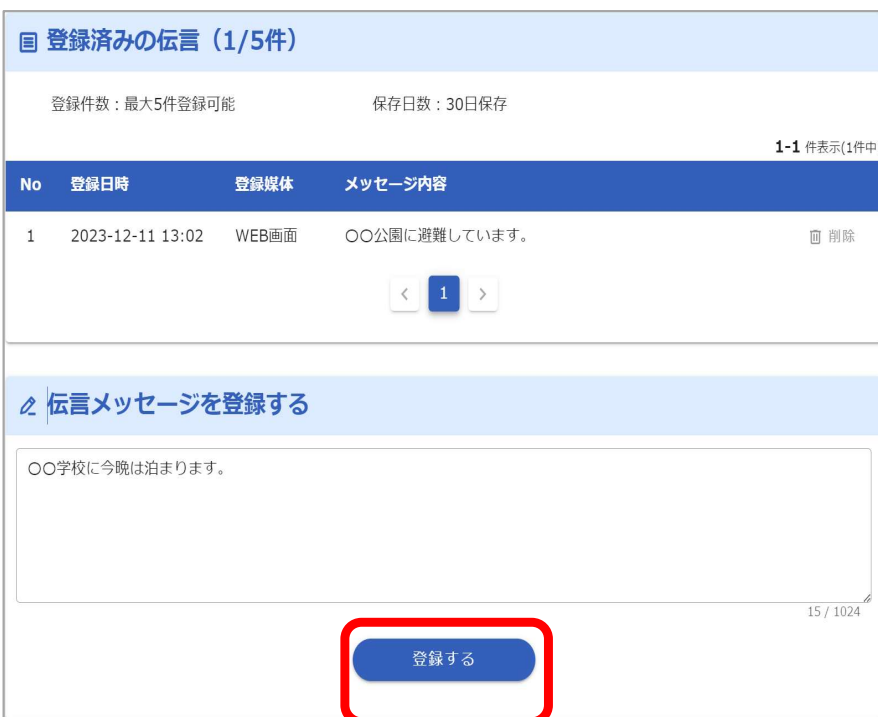 登録済みの伝言（1/5件）
登録件数：最大5件登録可能 保存日数：30日保存
1-1 件表示(1件中
No 登録日時 登録媒体 メッセージ内容
1 2023-12-11 13:02 WEB画面 〇〇公園に避難しています。 削除
< 1 >
伝言メッセージを登録する
〇〇学校に今晩は泊まります。
15 / 1024
登録する